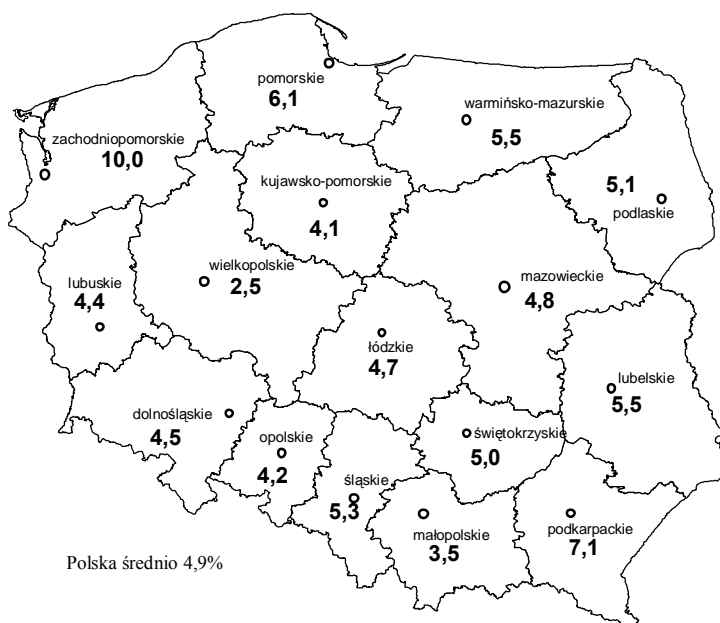 pomorskie
6,1
warmińsko-mazurskie
5,5
zachodniopomorskie
10,0
kujawsko-pomorskie
4,1
5,1
podlaskie
wielkopolskie
2,5
mazowieckie
4,8
lubuskie
4,4
łódzkie
4,7
lubelskie
5,5
dolnośląskie
4,5
opolskie
4,2
świętokrzyskie
5,0
śląskie
5,3
małopolskie
3,5
podkarpackie
7,1
Polska średnio 4,9%